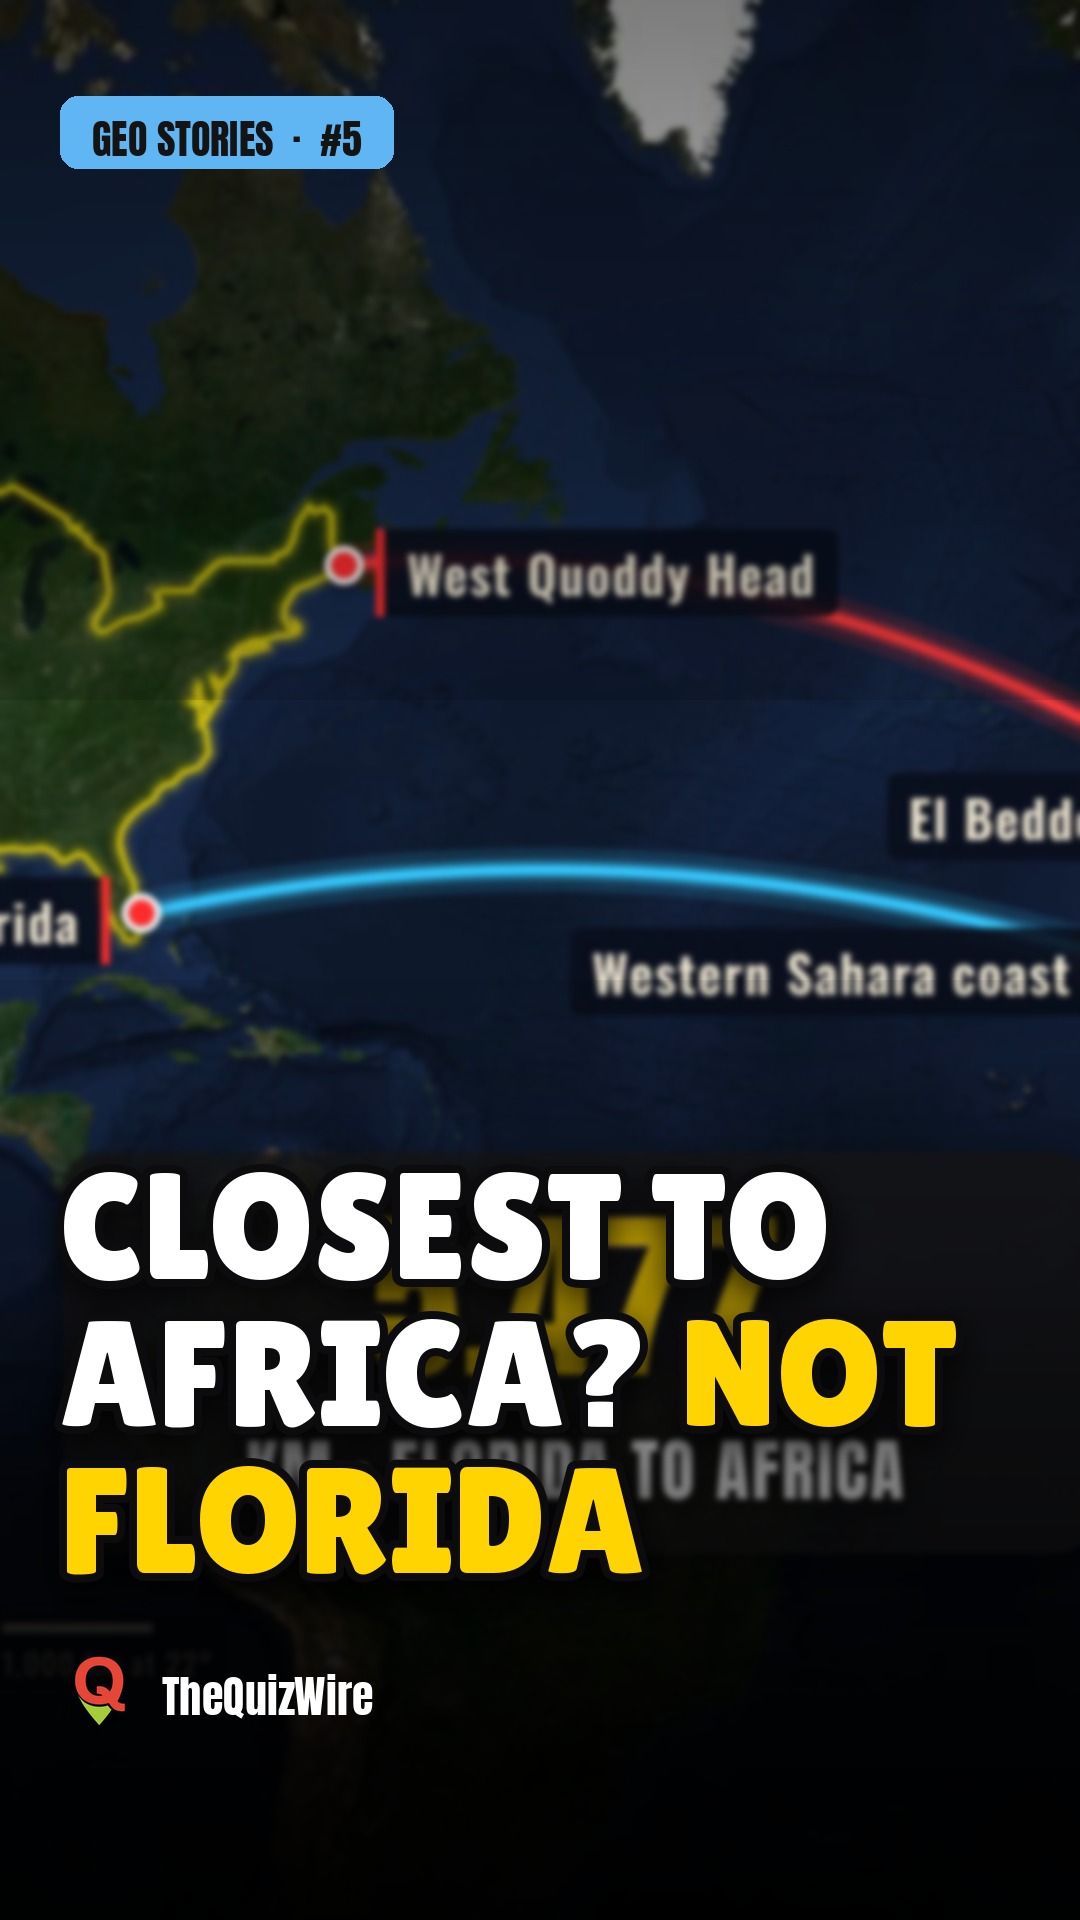 GEO STORIES · #5
West Quoddy Head
El Bedd
rida
Western Sahara coast
CLOSEST TO
AFRICA? NOT
FLORIDA
TO AFRICA
TheQuizWire